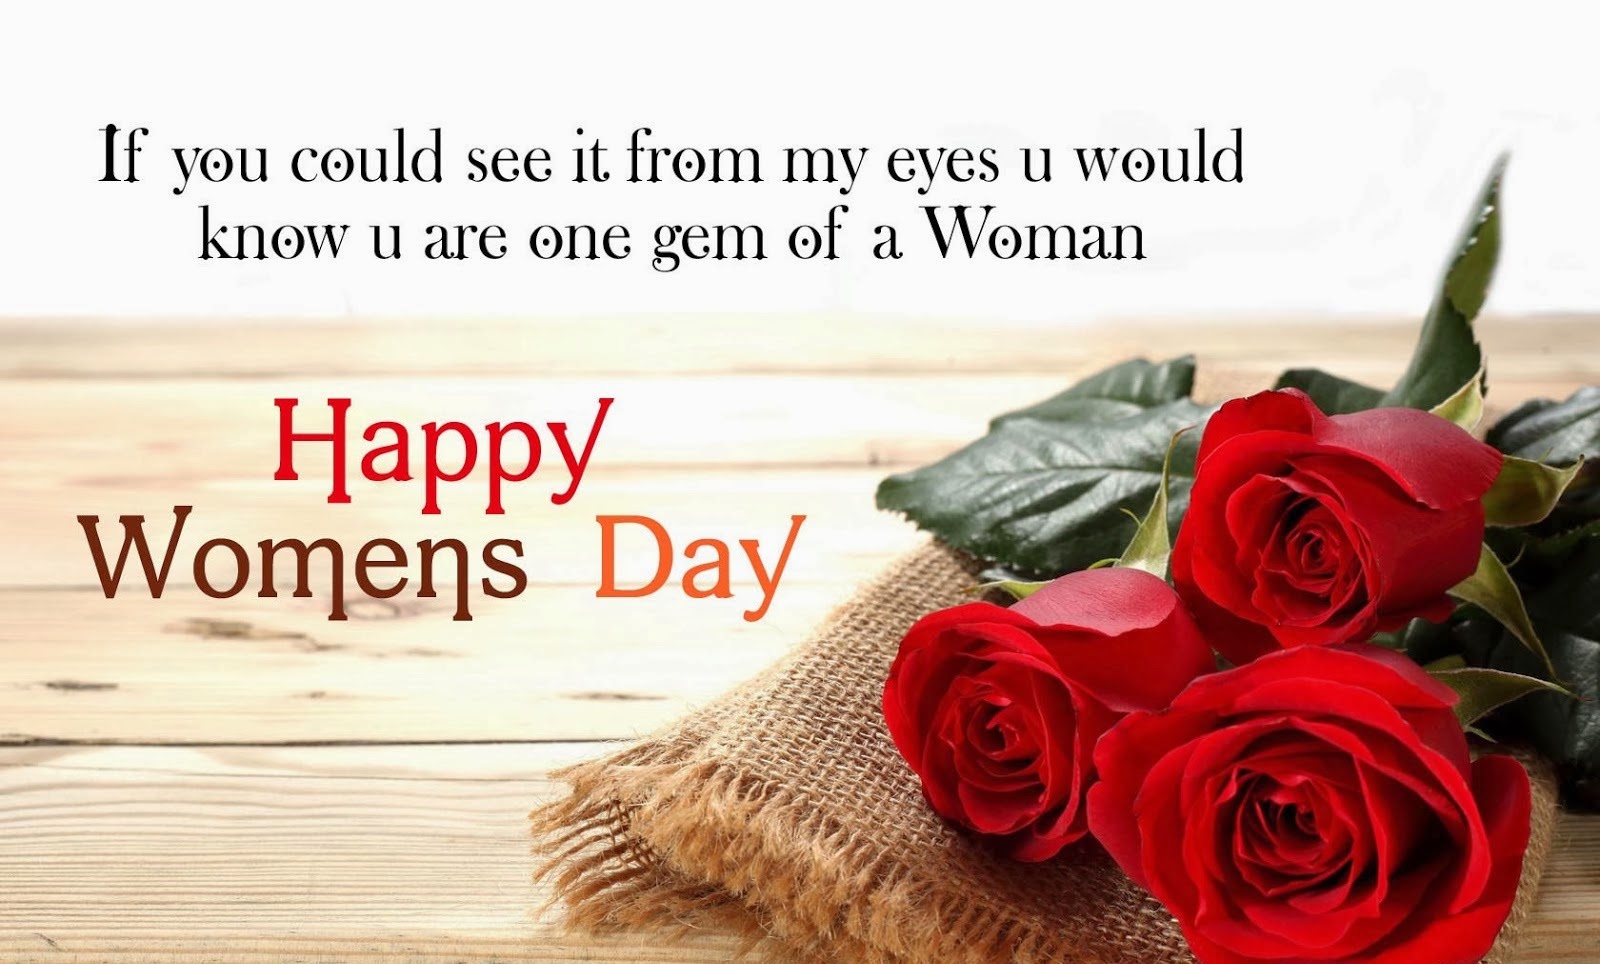 If you could see it from my eyes u would
know u are one gem of a Woman
Happy
Womens Day